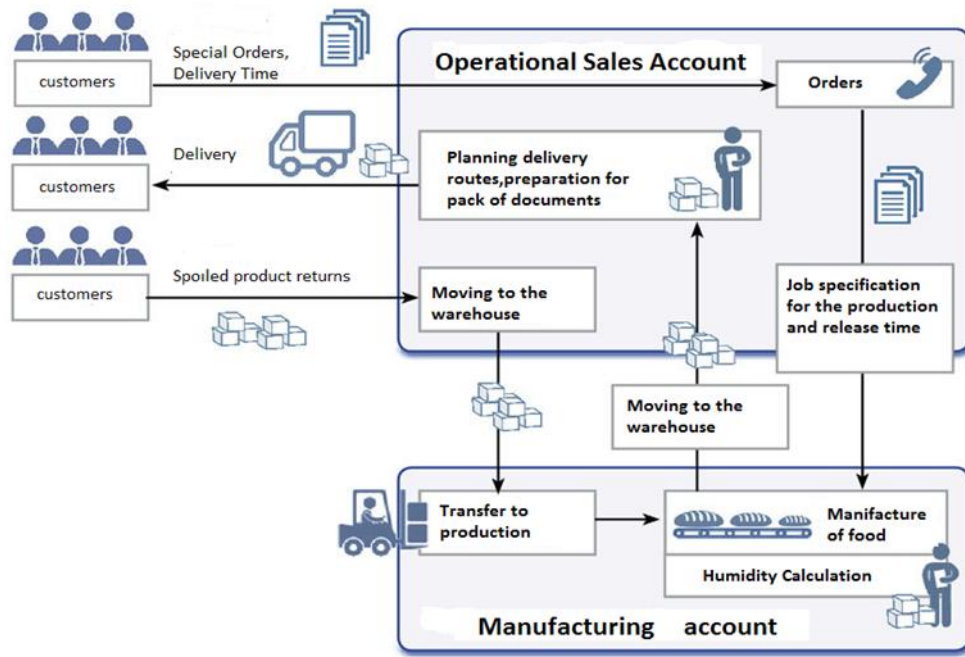 customers
Special Orders,
Delivery Time
Operational Sales Account
Orders
customers
Delivery
Planning delivery
routes,preparation for
pack of documents
customers
Spoiled product returns
Moving to the
warehouse
Job specification
for the production
and release time
Moving to the
warehouse
Transfer to
production
Manifacture
of food
Humidity Calculation
Manufacturing account